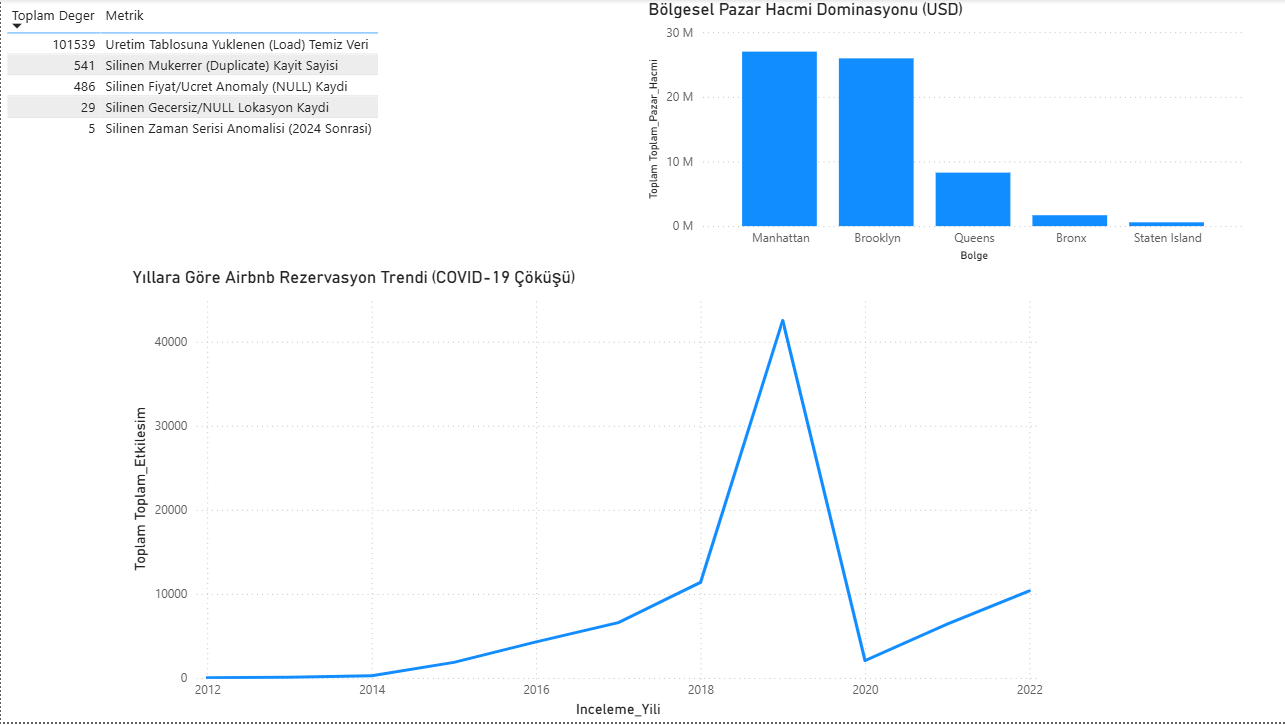 Toplam Deger Metrik
101539 Uretim Tablosuna Yuklenen (Load) Temiz Veri
541 Silinen Mukerrer (Duplicate) Kayit Sayisi
486 Silinen Fiyat/Ucret Anomaly (NULL) Kaydi
29 Silinen Gecersiz/NULL Lokasyon Kaydi
5 Silinen Zaman Serisi Anomalisi (2024 Sonrasi)
Bölgesel Pazar Hacmi Dominasyonu (USD)
Toplam Toplam_Pazar_Hacmi
30 M
20 M
10 M
0 M
Manhattan Brooklyn Queens Bronx Staten Island
Bolge
Yıllara Göre Airbnb Rezervasyon Trendi (COVID-19 Çöküşü)
Toplam Toplam_Etkilesim
40000
30000
20000
10000
0
2012 2014 2016 2018 2020 2022
Inceleme_Yili